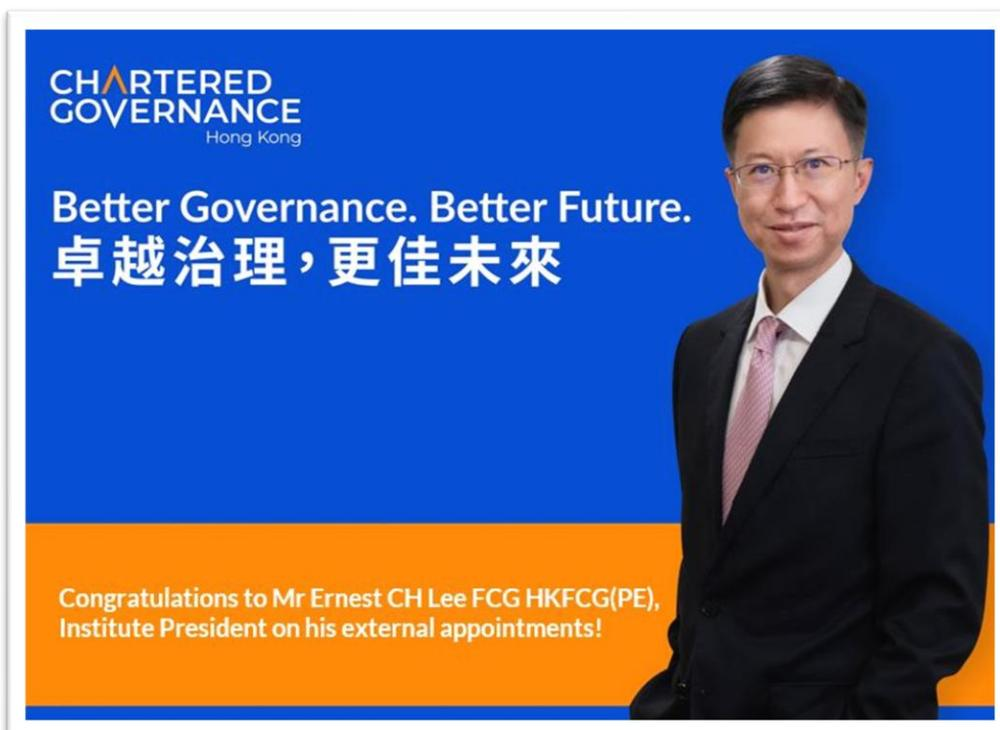 CHARTERED
GOVERNANCE
Hong Kong
Better Governance. Better Future.
卓越治理，更佳未來
Congratulations to Mr Ernest CH Lee FCG HKFCG(PE),
Institute President on his external appointments!